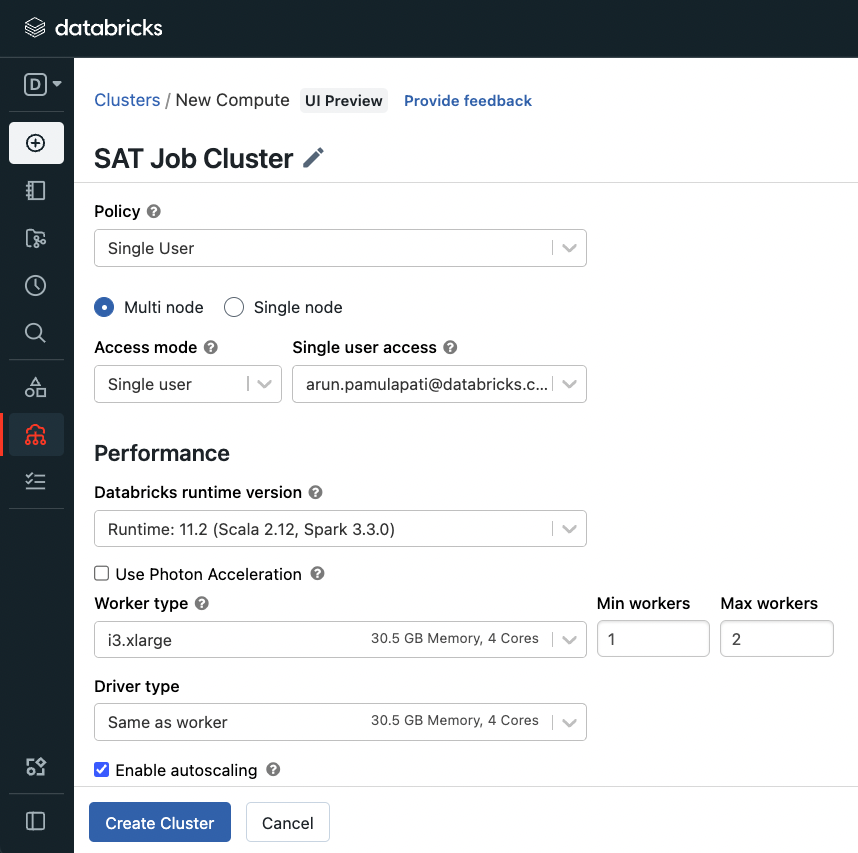 databricks
D
Clusters / New Compute UI Preview Provide feedback
SAT Job Cluster
Policy ?
Single User
Multi node Single node
Access mode ? Single user access ?
Single user arun.pamulapati@databricks.c...
Performance
Databricks runtime version ?
Runtime: 11.2 (Scala 2.12, Spark 3.3.0)
Use Photon Acceleration ?
Worker type ? Min workers Max workers
i3.xlarge 30.5 GB Memory, 4 Cores 1 2
Driver type
Same as worker 30.5 GB Memory, 4 Cores
Enable autoscaling ?
Create Cluster Cancel